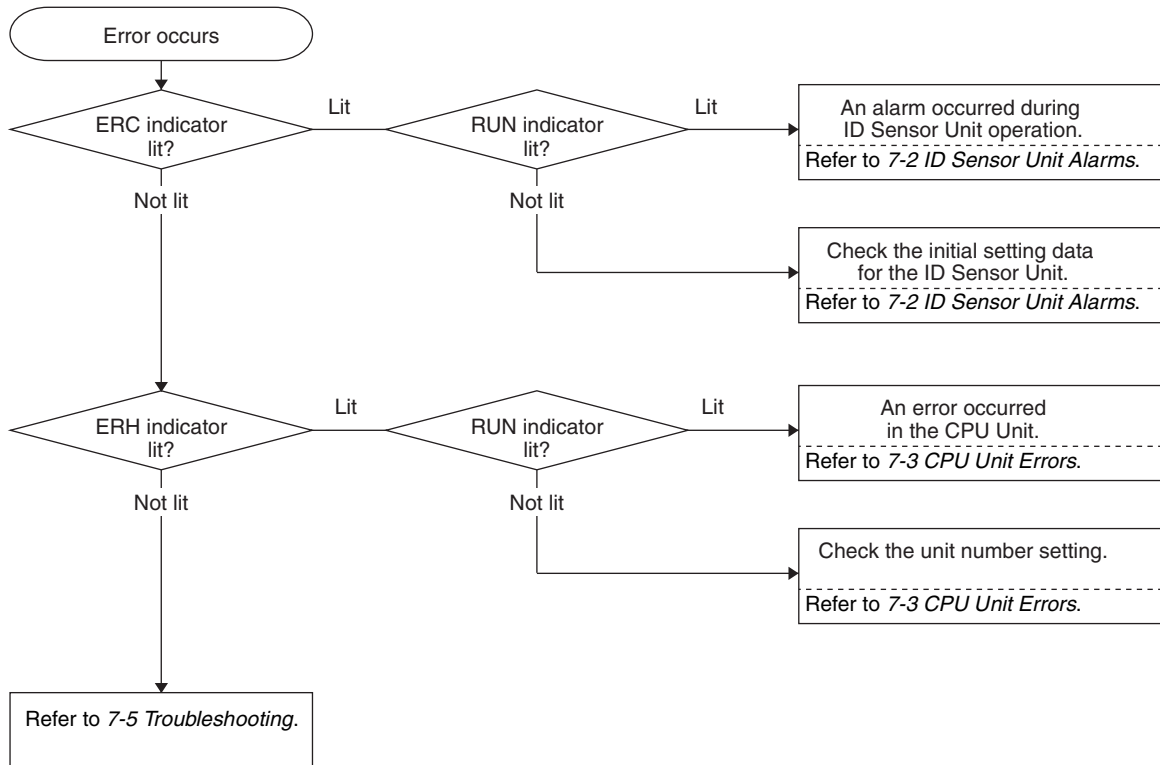 Error occurs
ERC indicator
lit?
Lit
RUN indicator
lit?
Lit
An alarm occurred during
ID Sensor Unit operation.
Refer to 7-2 ID Sensor Unit Alarms.
Not lit
Not lit
Check the initial setting data
for the ID Sensor Unit.
Refer to 7-2 ID Sensor Unit Alarms.
ERH indicator
lit?
Lit
RUN indicator
lit?
Lit
An error occurred
in the CPU Unit.
Refer to 7-3 CPU Unit Errors.
Not lit
Not lit
Check the unit number setting.
Refer to 7-3 CPU Unit Errors.
Refer to 7-5 Troubleshooting.